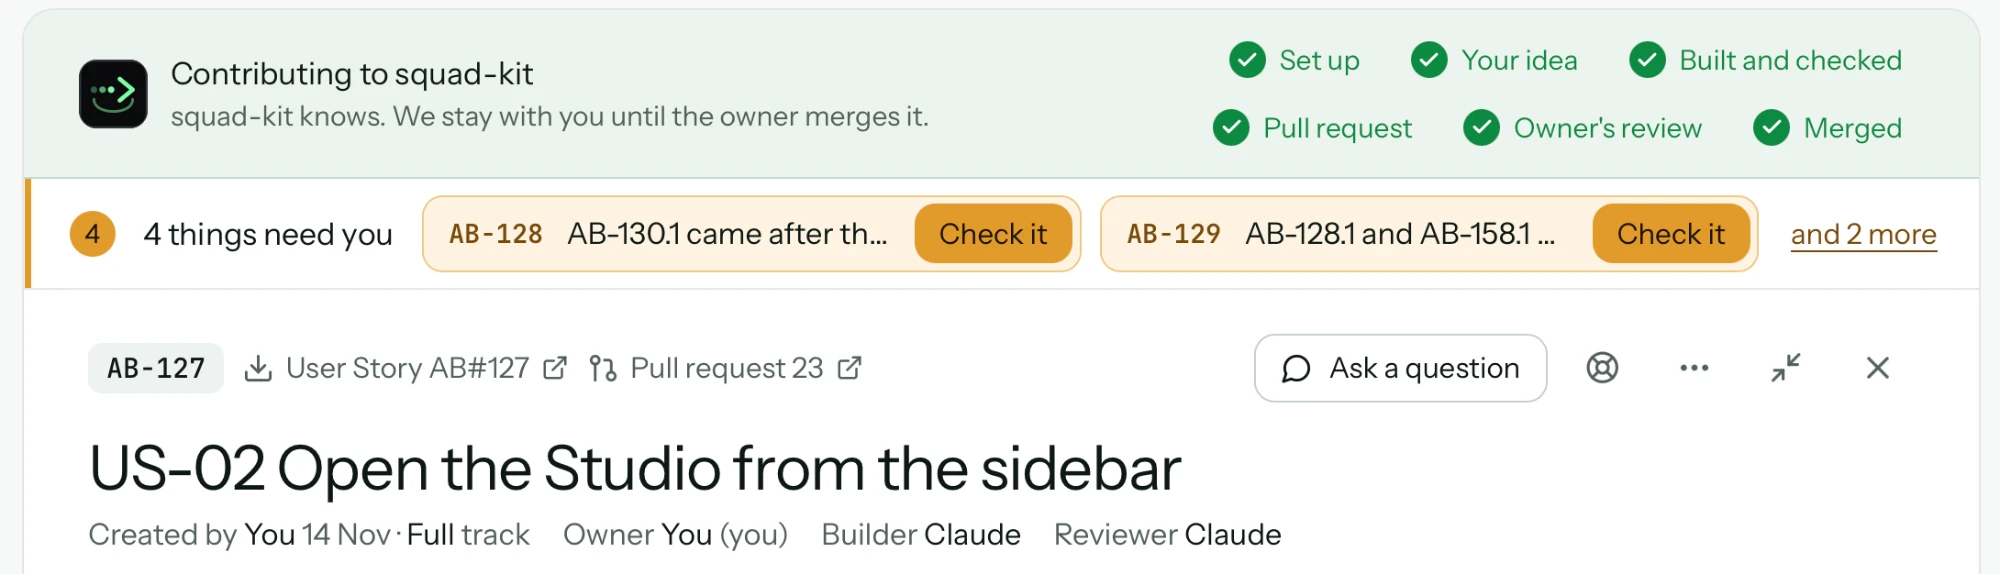 Contributing to squad-kit
squad-kit knows. We stay with you until the owner merges it.
Set up
Your idea
Built and checked
Pull request
Owner's review
Merged
4
4 things need you
AB-128 AB-130.1 came after th...
Check it
AB-129 AB-128.1 and AB-158.1 ...
Check it
and 2 more
AB-127
User Story AB#127
Pull request 23
Ask a question
US-02 Open the Studio from the sidebar
Created by You 14 Nov · Full track Owner You (you) Builder Claude Reviewer Claude